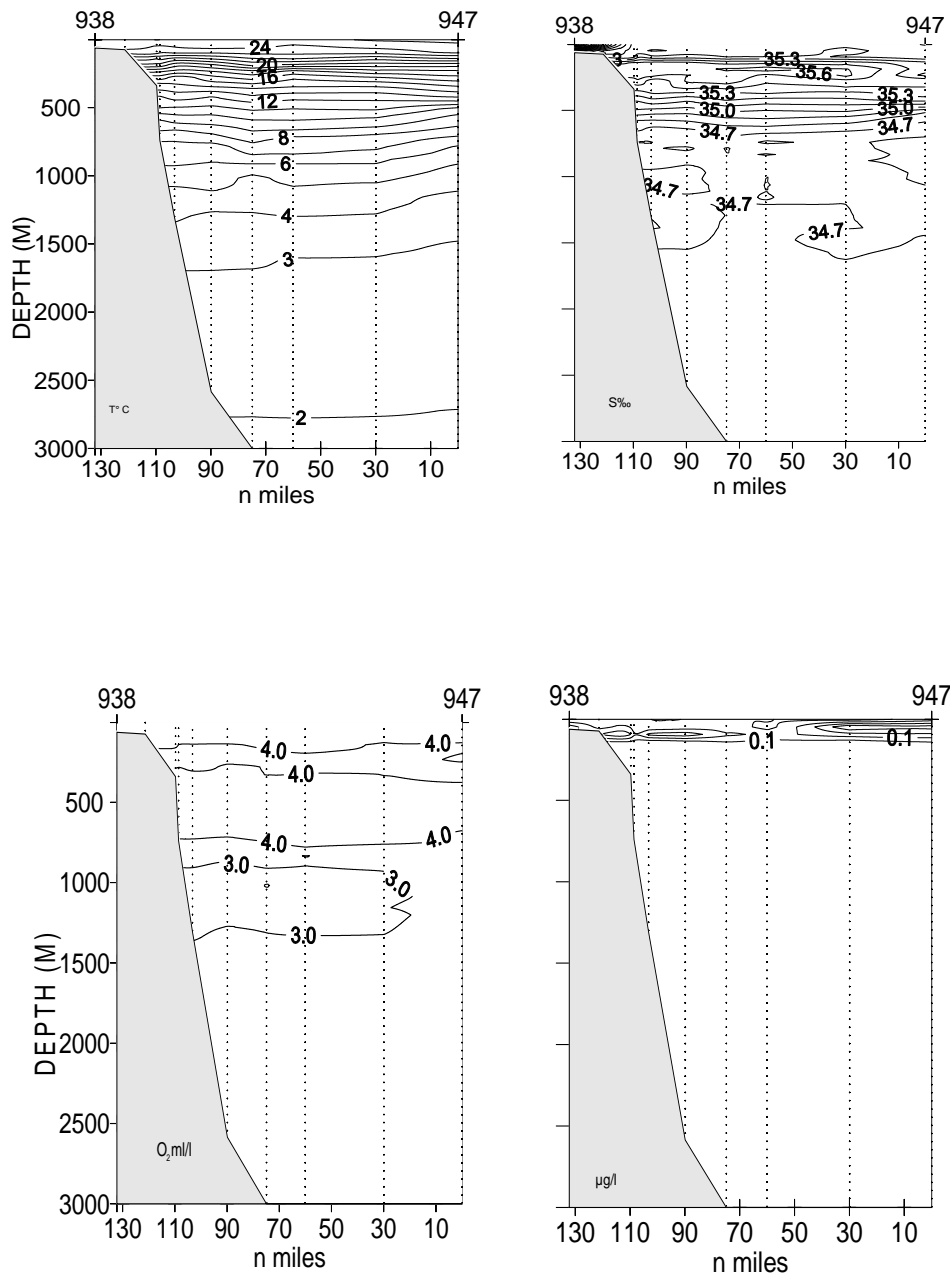 938 947
24
20
16
12
8
6
4
3
2
500
1000
1500
2000
2500
3000
DEPTH (M)
T° C
130 110 90 70 50 30 10
n miles
938 947
3
35.3
35.6
35.3 35.3
35.0 35.0
34.7 34.7
34.7
34.7
34.7
S‰
130 110 90 70 50 30 10
n miles
938 947
4.0 4.0
4.0
4.0 4.0
3.0 3.0
3.0
500
1000
1500
2000
2500
3000
DEPTH (M)
O2ml/l
130 110 90 70 50 30 10
n miles
938 947
0.1 0.1
µg/l
130 110 90 70 50 30 10
n miles